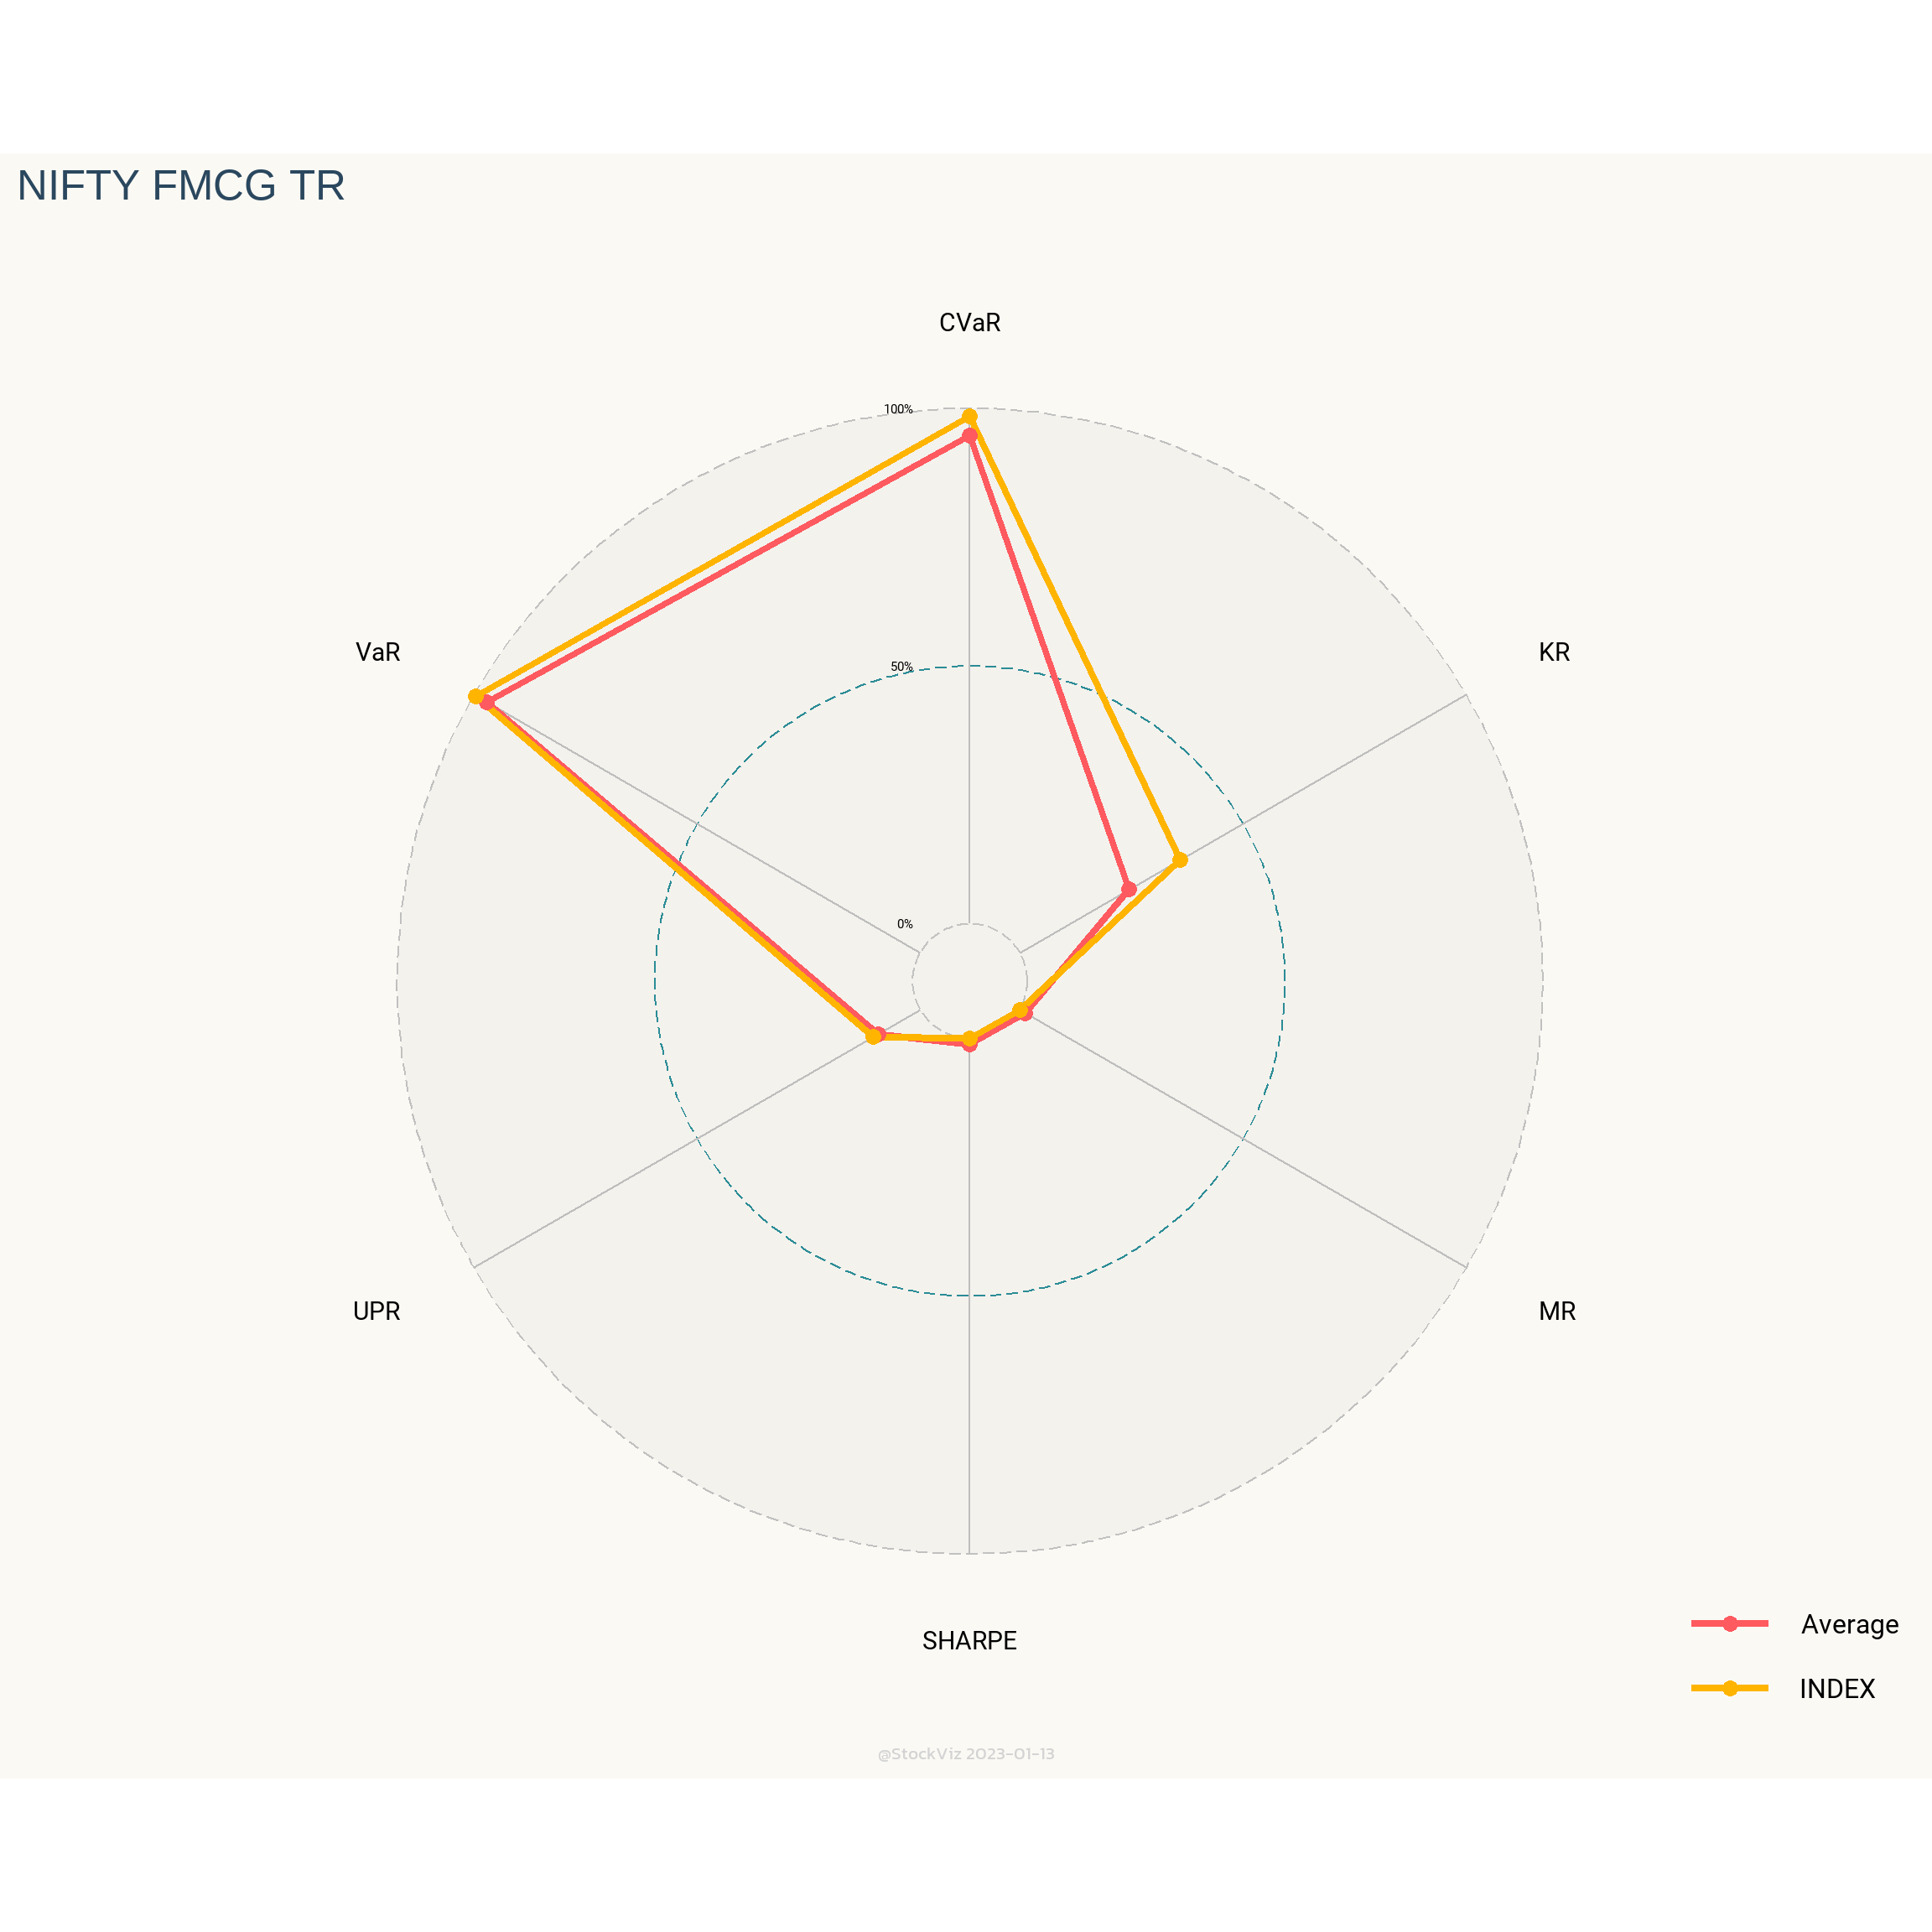 NIFTY FMCG TR
CVaR
100%
VaR
KR
50%
0%
UPR
MR
SHARPE
Average
INDEX
@StockViz 2023-01-13